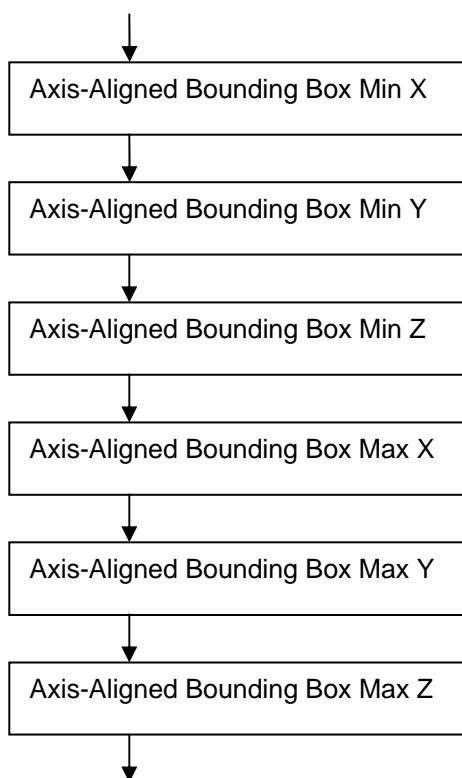 Axis-Aligned Bounding Box Min X
Axis-Aligned Bounding Box Min Y
Axis-Aligned Bounding Box Min Z
Axis-Aligned Bounding Box Max X
Axis-Aligned Bounding Box Max Y
Axis-Aligned Bounding Box Max Z